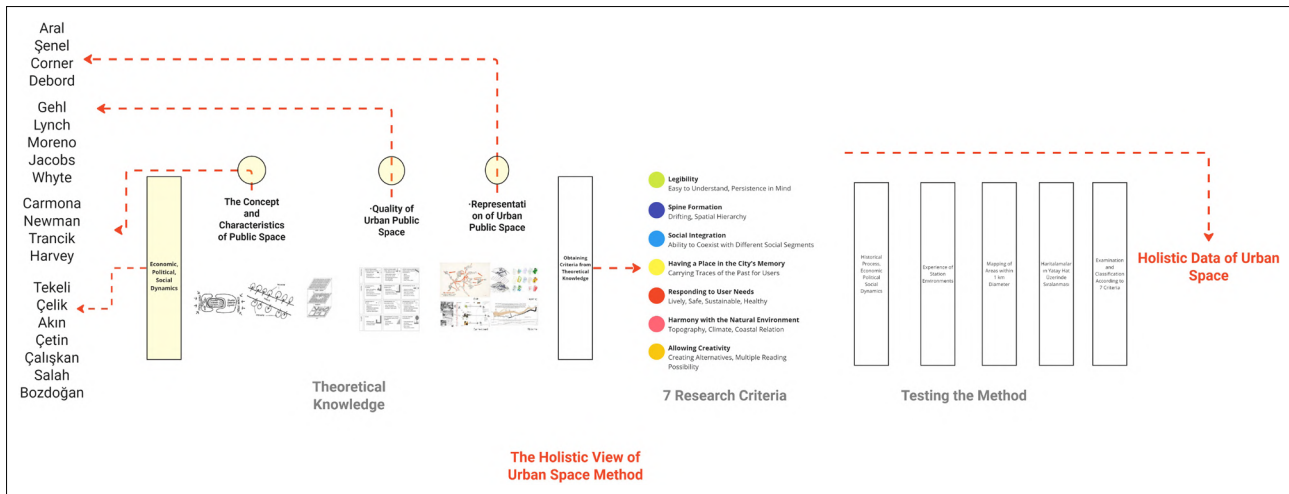 Aral
Şenel
Corner
Debord
Gehl
Lynch
Moreno
Jacobs
Whyte
Carmona
Newman
Trancik
Harvey
Tekeli
Çelik
Akın
Çetin
Çalışkan
Salah
Bozdoğan
Economic,
Political,
Social
Dynamics
The Concept
and
Characteristics
of Public Space
·Quality of
Urban Public
Space
·Representati
on of Urban
Public Space
Theoretical
Knowledge
Obtaining
Criteria from
Theoretical
Knowledge
Legibility
Easy to Understand, Persistence in Mind
Spine Formation
Drifting, Spatial Hierarchy
Social Integration
Ability to Coexist with Different Social Segments
Having a Place in the City's Memory
Carrying Traces of the Past for Users
Responding to User Needs
Lively, Safe, Sustainable, Healthy
Harmony with the Natural Environment
Topography, Climate, Coastal Relation
Allowing Creativity
Creating Alternatives, Multiple Reading
Possibility
7 Research Criteria
Historical
Process,
Economic
Political
Social
Dynamics
Experience of
Station
Environments
Mapping of
Areas within
1 km
Diameter
Haritalamalar
ın Yatay Hat
Üzerinde
Sıralanması
Examination
and
Classification
According to
7 Criteria
Testing the Method
Holistic Data of Urban
Space
The Holistic View of
Urban Space Method